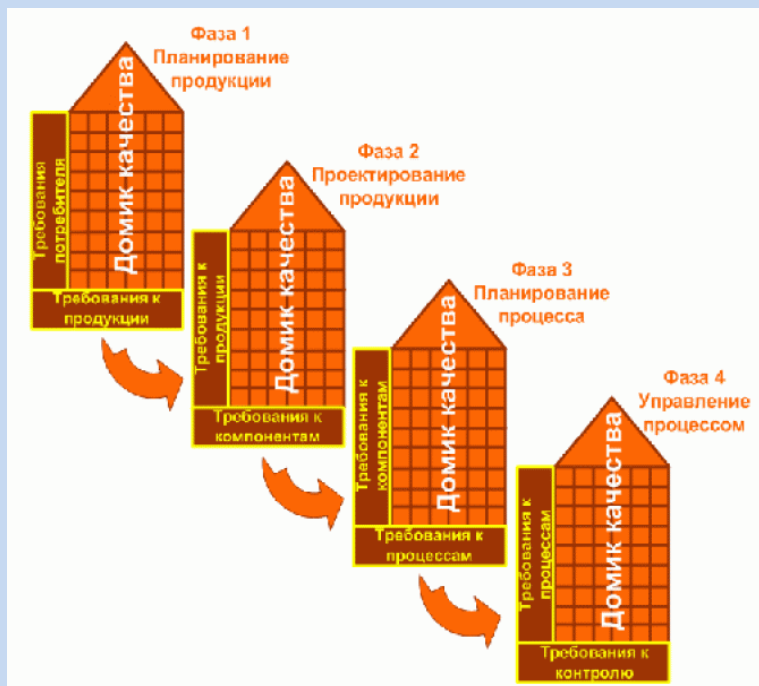 Фаза 1
Планирование
продукции
Домик качества
Требования
потребителя
Требования к
продукции
Фаза 2
Проектирование
продукции
Домик качества
Требования к
продукции
Требования к
компонентам
Фаза 3
Планирование
процесса
Домик качества
Требования к
компонентам
Требования к
процессам
Фаза 4
Управление
процессом
Домик качества
Требования к
процессам
Требования к
контролю